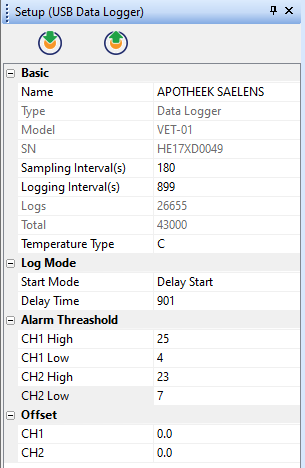 Setup (USB Data Logger)
Basic
Name APOTHEEK SAELENS
Type Data Logger
Model VET-01
SN HE17XD0049
Sampling Interval(s) 180
Logging Interval(s) 899
Logs 26655
Total 43000
Temperature Type C
Log Mode
Start Mode Delay Start
Delay Time 901
Alarm Threashold
CH1 High 25
CH1 Low 4
CH2 High 23
CH2 Low 7
Offset
CH1 0.0
CH2 0.0